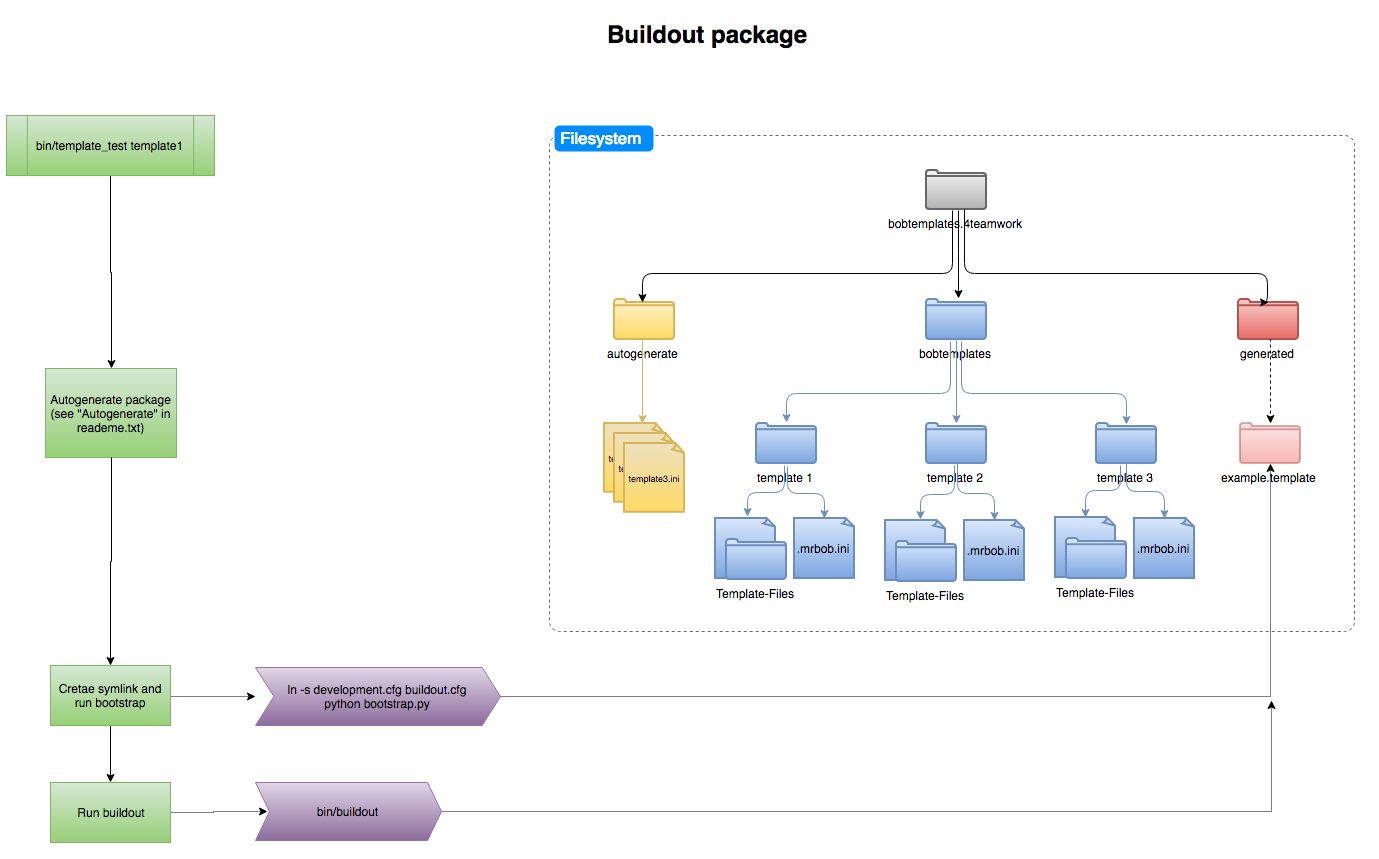 Buildout package
bin/template_test template1
Filesystem
bobtemplates.4teamwork
autogenerate
bobtemplates
generated
Autogenerate package
(see "Autogenerate" in
reademe.txt)
te
te
template3.ini
template 1
template 2
template 3
example.template
.mrbob.ini
.mrbob.ini
.mrbob.ini
Template-Files
Template-Files
Template-Files
Cretae symlink and
run bootstrap
ln -s development.cfg buildout.cfg
python bootstrap.py
Run buildout
bin/buildout